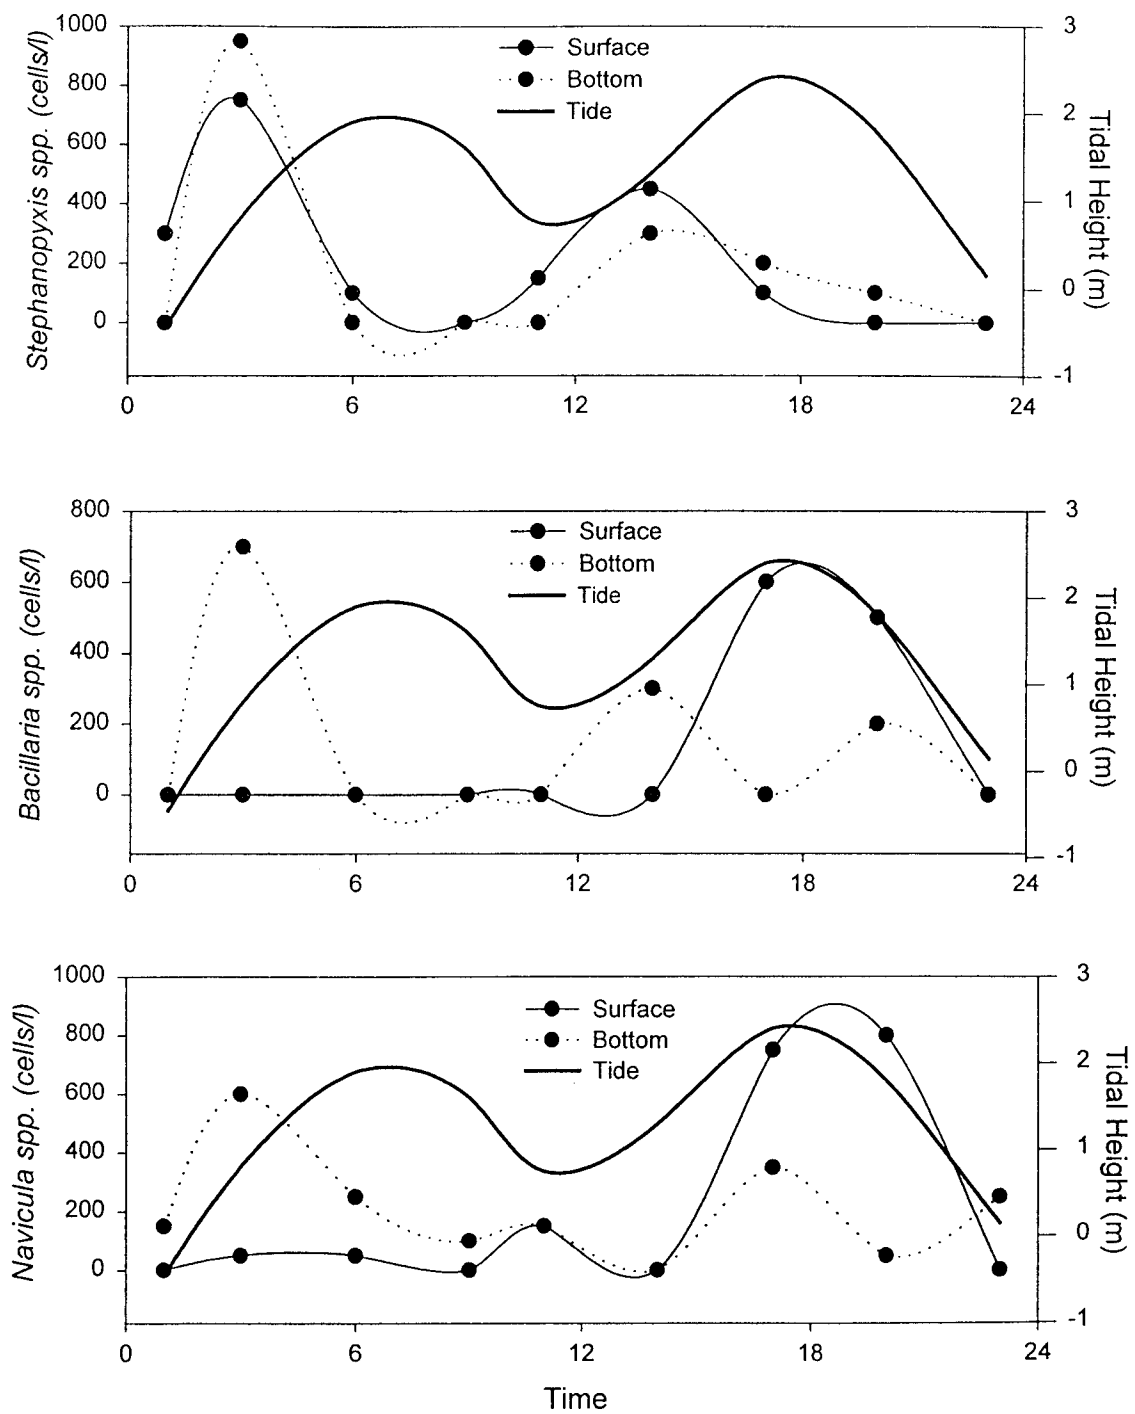 Stephanopyxis spp. (cells/l)
1000
800
600
400
200
0
Surface
Bottom
Tide
3
2
1
0
-1
Tidal Height (m)
0 6 12 18 24
Bacillaria spp. (cells/l)
800
600
400
200
0
Surface
Bottom
Tide
3
2
1
0
-1
Tidal Height (m)
0 6 12 18 24
Navicula spp. (cells/l)
1000
800
600
400
200
0
Surface
Bottom
Tide
3
2
1
0
-1
Tidal Height (m)
0 6 12 18 24
Time